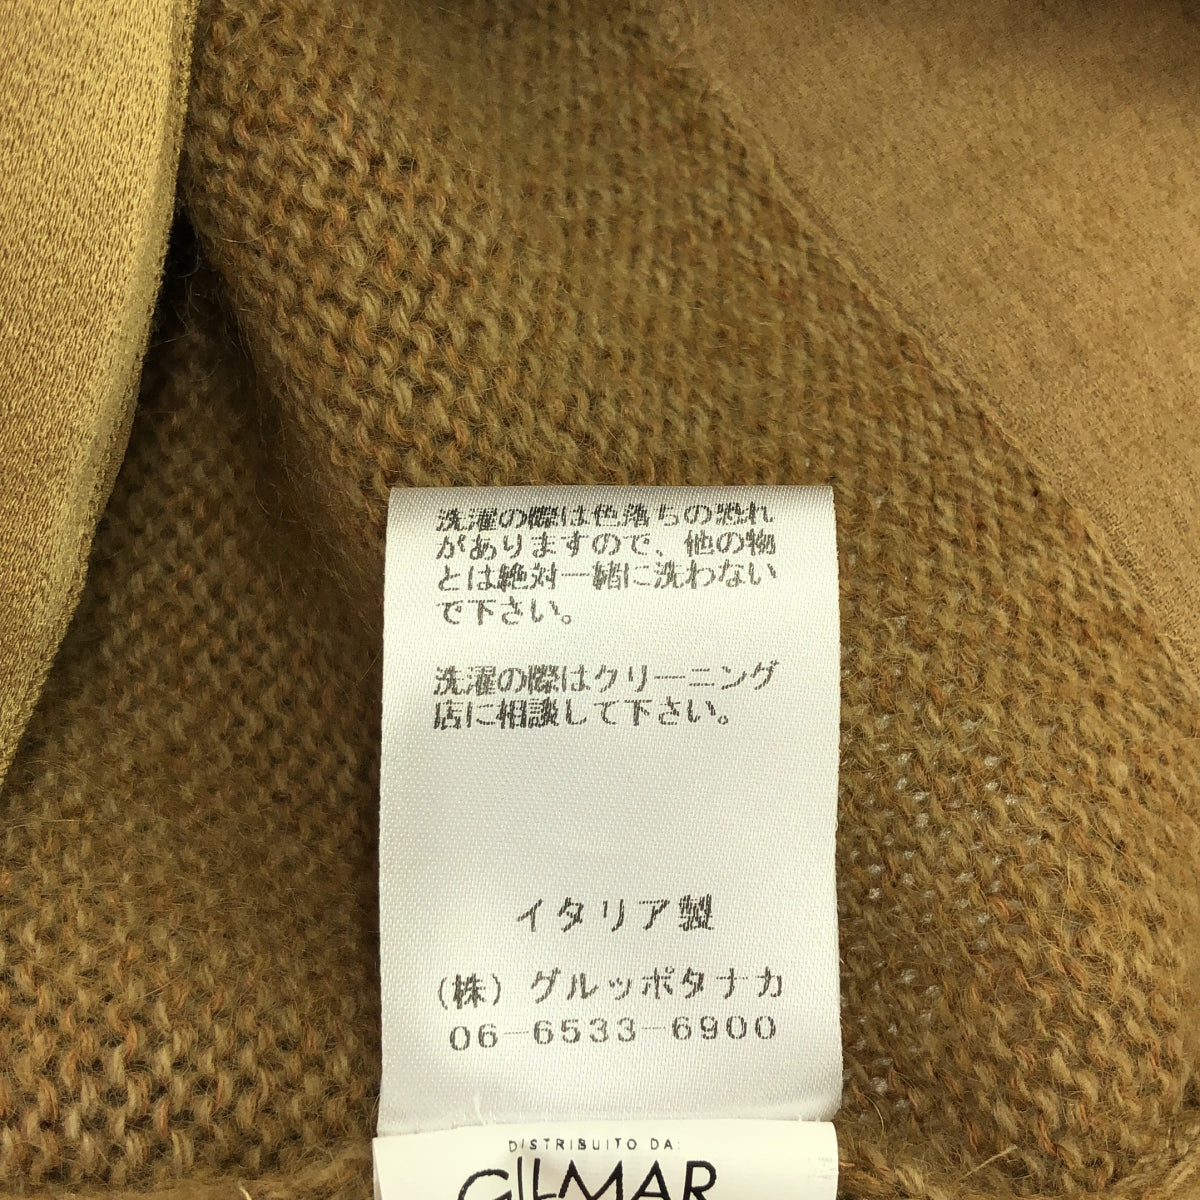 洗濯の際は色落ちの恐れ
がありますので、他の物
とは絶対一緒に洗わない
で下さい。
洗濯の際はクリーニング
店に相談して下さい。
イタリア製
(株)グルッポタナカ
06-6533-6900
DISTRIBUITO DA:
GILMAR